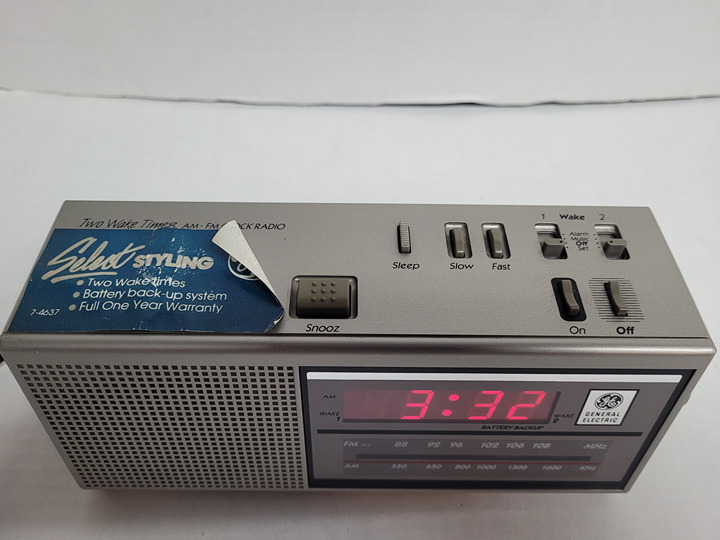 Two Wake Times AM-FM CLOCK RADIO
Select STYLING
• Two Wake times
• Battery back-up system
• Full One Year Warranty
7-4637
Snooz
Sleep
Slow
Fast
1 Wake 2
Alarm
Music
Off
Set
On
Off
AM
WAKE 1
3:32
WAKE 2
BATTERY BACKUP
GENERAL
ELECTRIC
FM 88 92 96 102 106 108 MHz
AM 530 650 800 1000 1300 1600 KHz